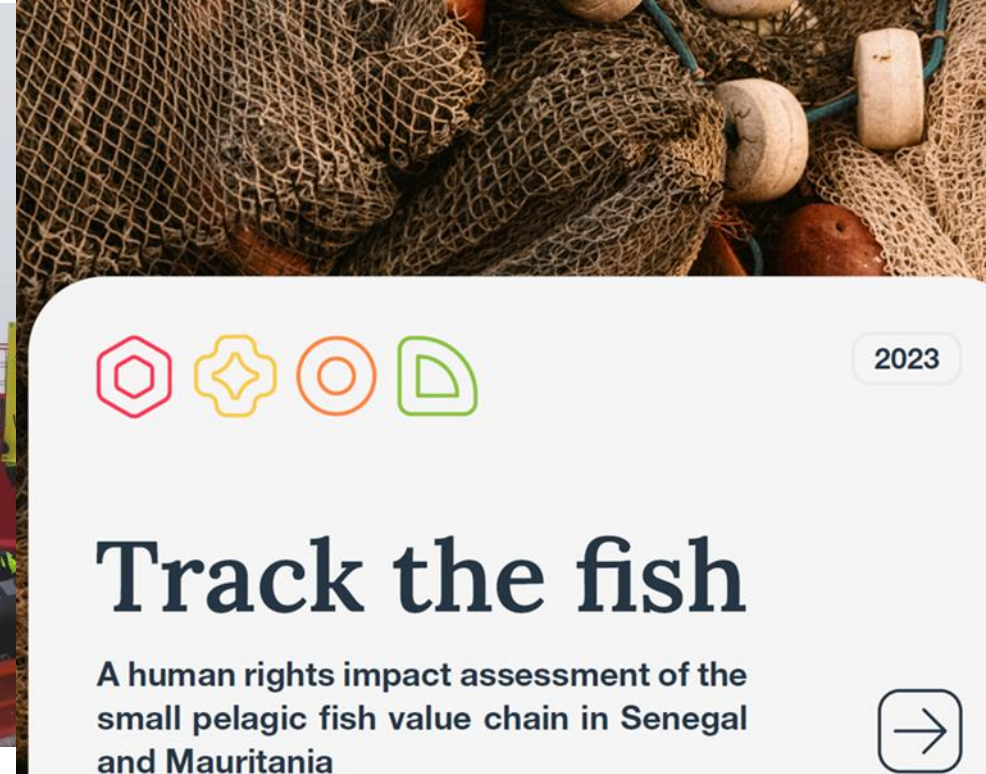 2023
Track the fish
A human rights impact assessment of the
small pelagic fish value chain in Senegal
and Mauritania